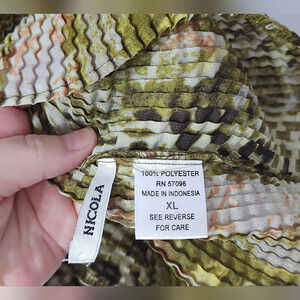 NICOLA
100% POLYESTER
RN 57096
MADE IN INDONESIA
XL
SEE REVERSE
FOR CARE